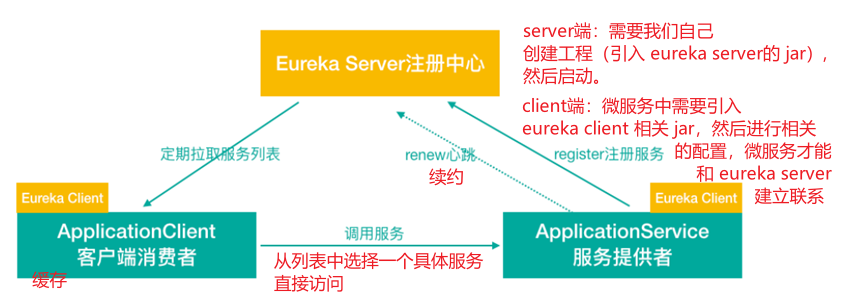 server端：需要我们自己
创建工程（引入 eureka server的 jar），
然后启动。
Eureka Server注册中心
client端：微服务中需要引入
eureka client 相关 jar，然后进行相关
的配置，微服务才能
和 eureka server
建立联系
定期拉取服务列表
renew心跳
续约
register注册服务
Eureka Client
ApplicationClient
客户端消费者
缓存
调用服务
从列表中选择一个具体服务
直接访问
Eureka Client
ApplicationService
服务提供者